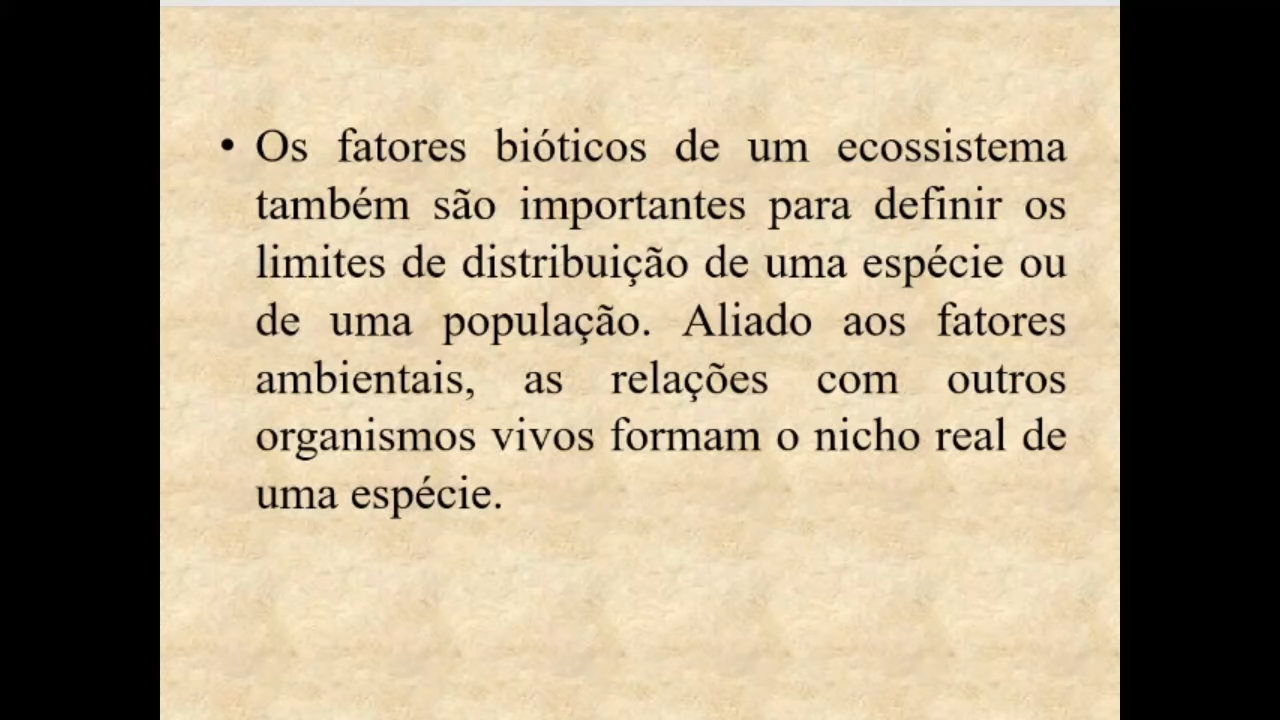 • Os fatores bióticos de um ecossistema
também são importantes para definir os
limites de distribuição de uma espécie ou
de uma população. Aliado aos fatores
ambientais, as relações com outros
organismos vivos formam o nicho real de
uma espécie.